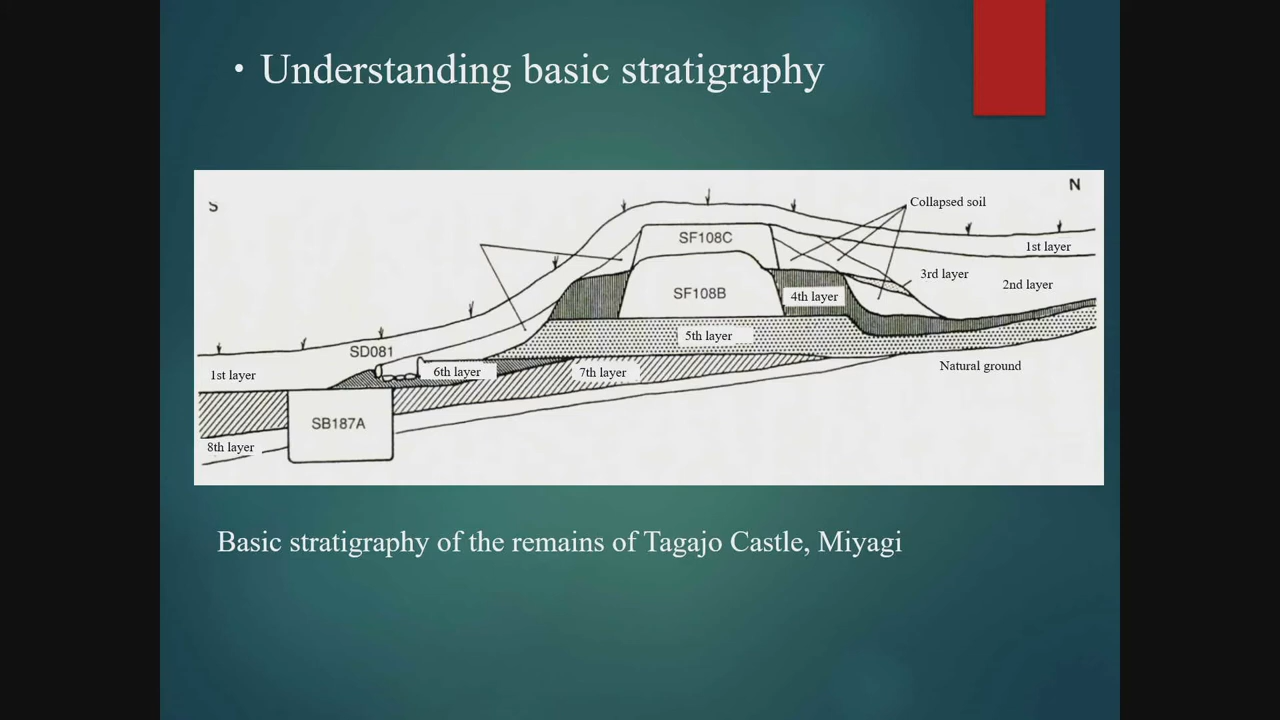 • Understanding basic stratigraphy
S
N
Collapsed soil
SF108C
1st layer
3rd layer
2nd layer
SF108B
4th layer
5th layer
SD081
Natural ground
1st layer
6th layer
7th layer
SB187A
8th layer
Basic stratigraphy of the remains of Tagajo Castle, Miyagi